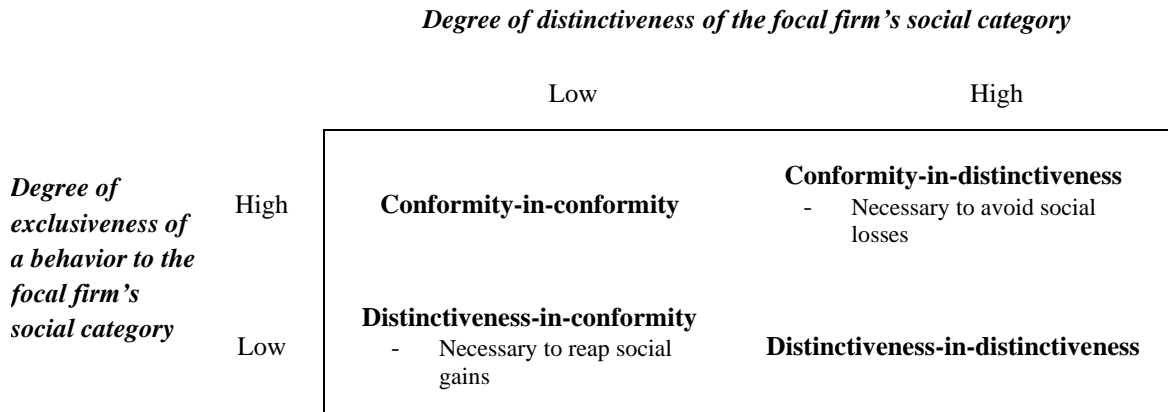 Degree of distinctiveness of the focal firm's social category
Low
High
Degree of
exclusiveness of
a behavior to the
focal firm's
social category
High
Conformity-in-conformity
Conformity-in-distinctiveness
- Necessary to avoid social
losses
Low
Distinctiveness-in-conformity
- Necessary to reap social
gains
Distinctiveness-in-distinctiveness